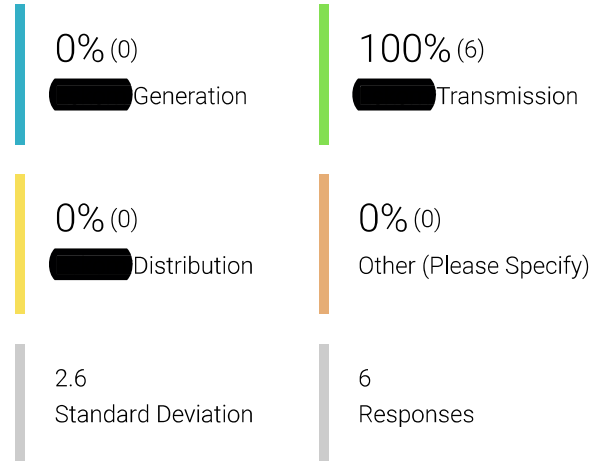 0% (0)
Generation
100% (6)
Transmission
0% (0)
Distribution
0% (0)
Other (Please Specify)
2.6
Standard Deviation
6
Responses